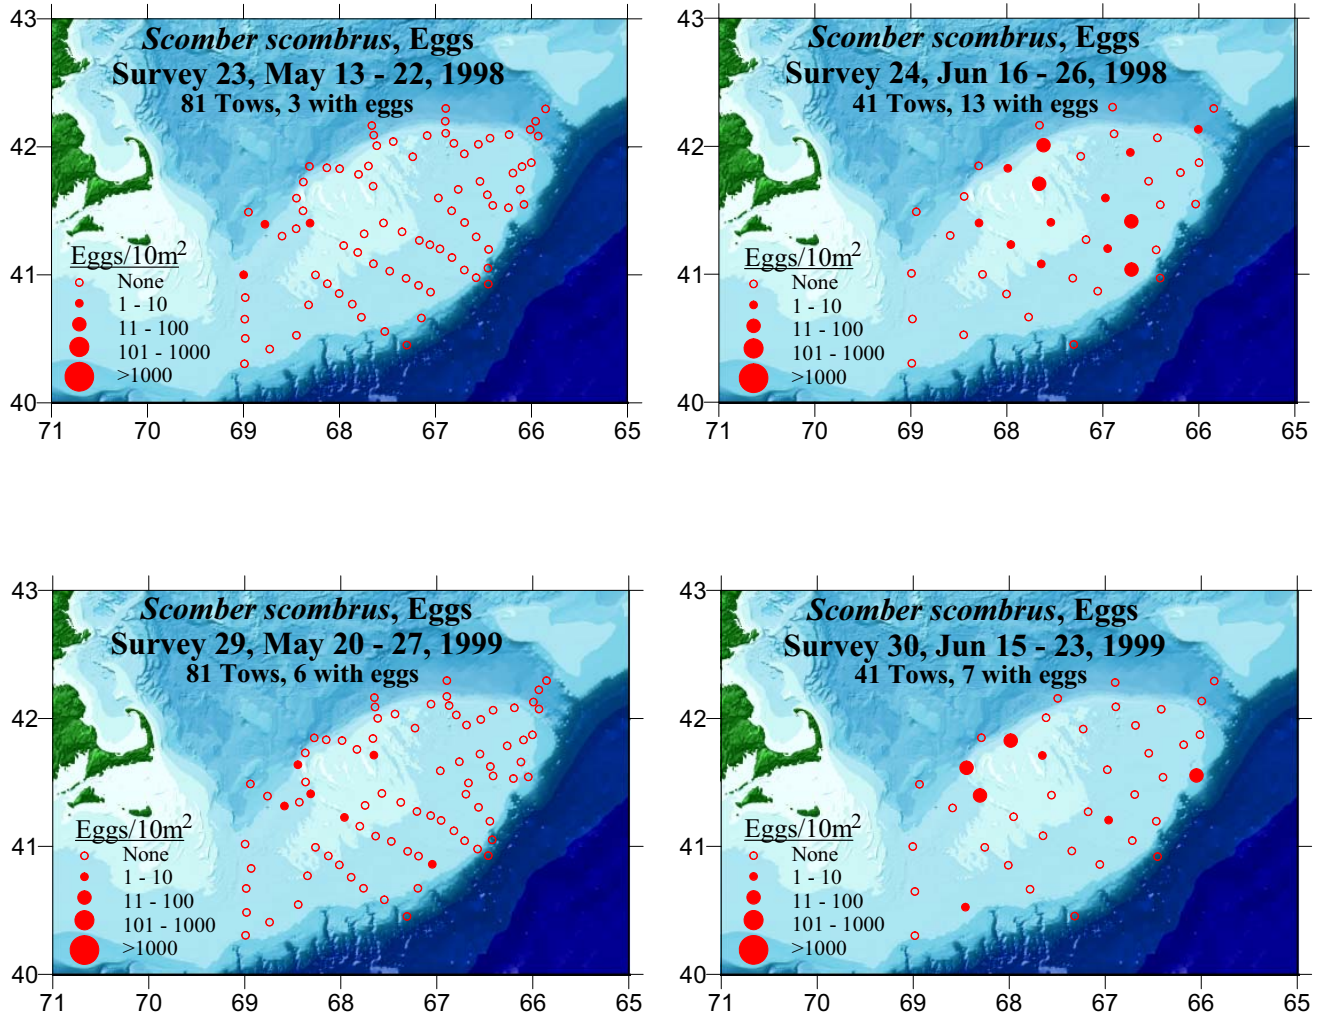 43
Scomber scombrus, Eggs
Survey 23, May 13 - 22, 1998
81 Tows, 3 with eggs
42
41
40
Eggs/10m2
None
1 - 10
11 - 100
101 - 1000
>1000
71 70 69 68 67 66 65
43
Scomber scombrus, Eggs
Survey 24, Jun 16 - 26, 1998
41 Tows, 13 with eggs
42
41
40
Eggs/10m2
None
1 - 10
11 - 100
101 - 1000
>1000
71 70 69 68 67 66 65
43
Scomber scombrus, Eggs
Survey 29, May 20 - 27, 1999
81 Tows, 6 with eggs
42
41
40
Eggs/10m2
None
1 - 10
11 - 100
101 - 1000
>1000
71 70 69 68 67 66 65
43
Scomber scombrus, Eggs
Survey 30, Jun 15 - 23, 1999
41 Tows, 7 with eggs
42
41
40
Eggs/10m2
None
1 - 10
11 - 100
101 - 1000
>1000
71 70 69 68 67 66 65